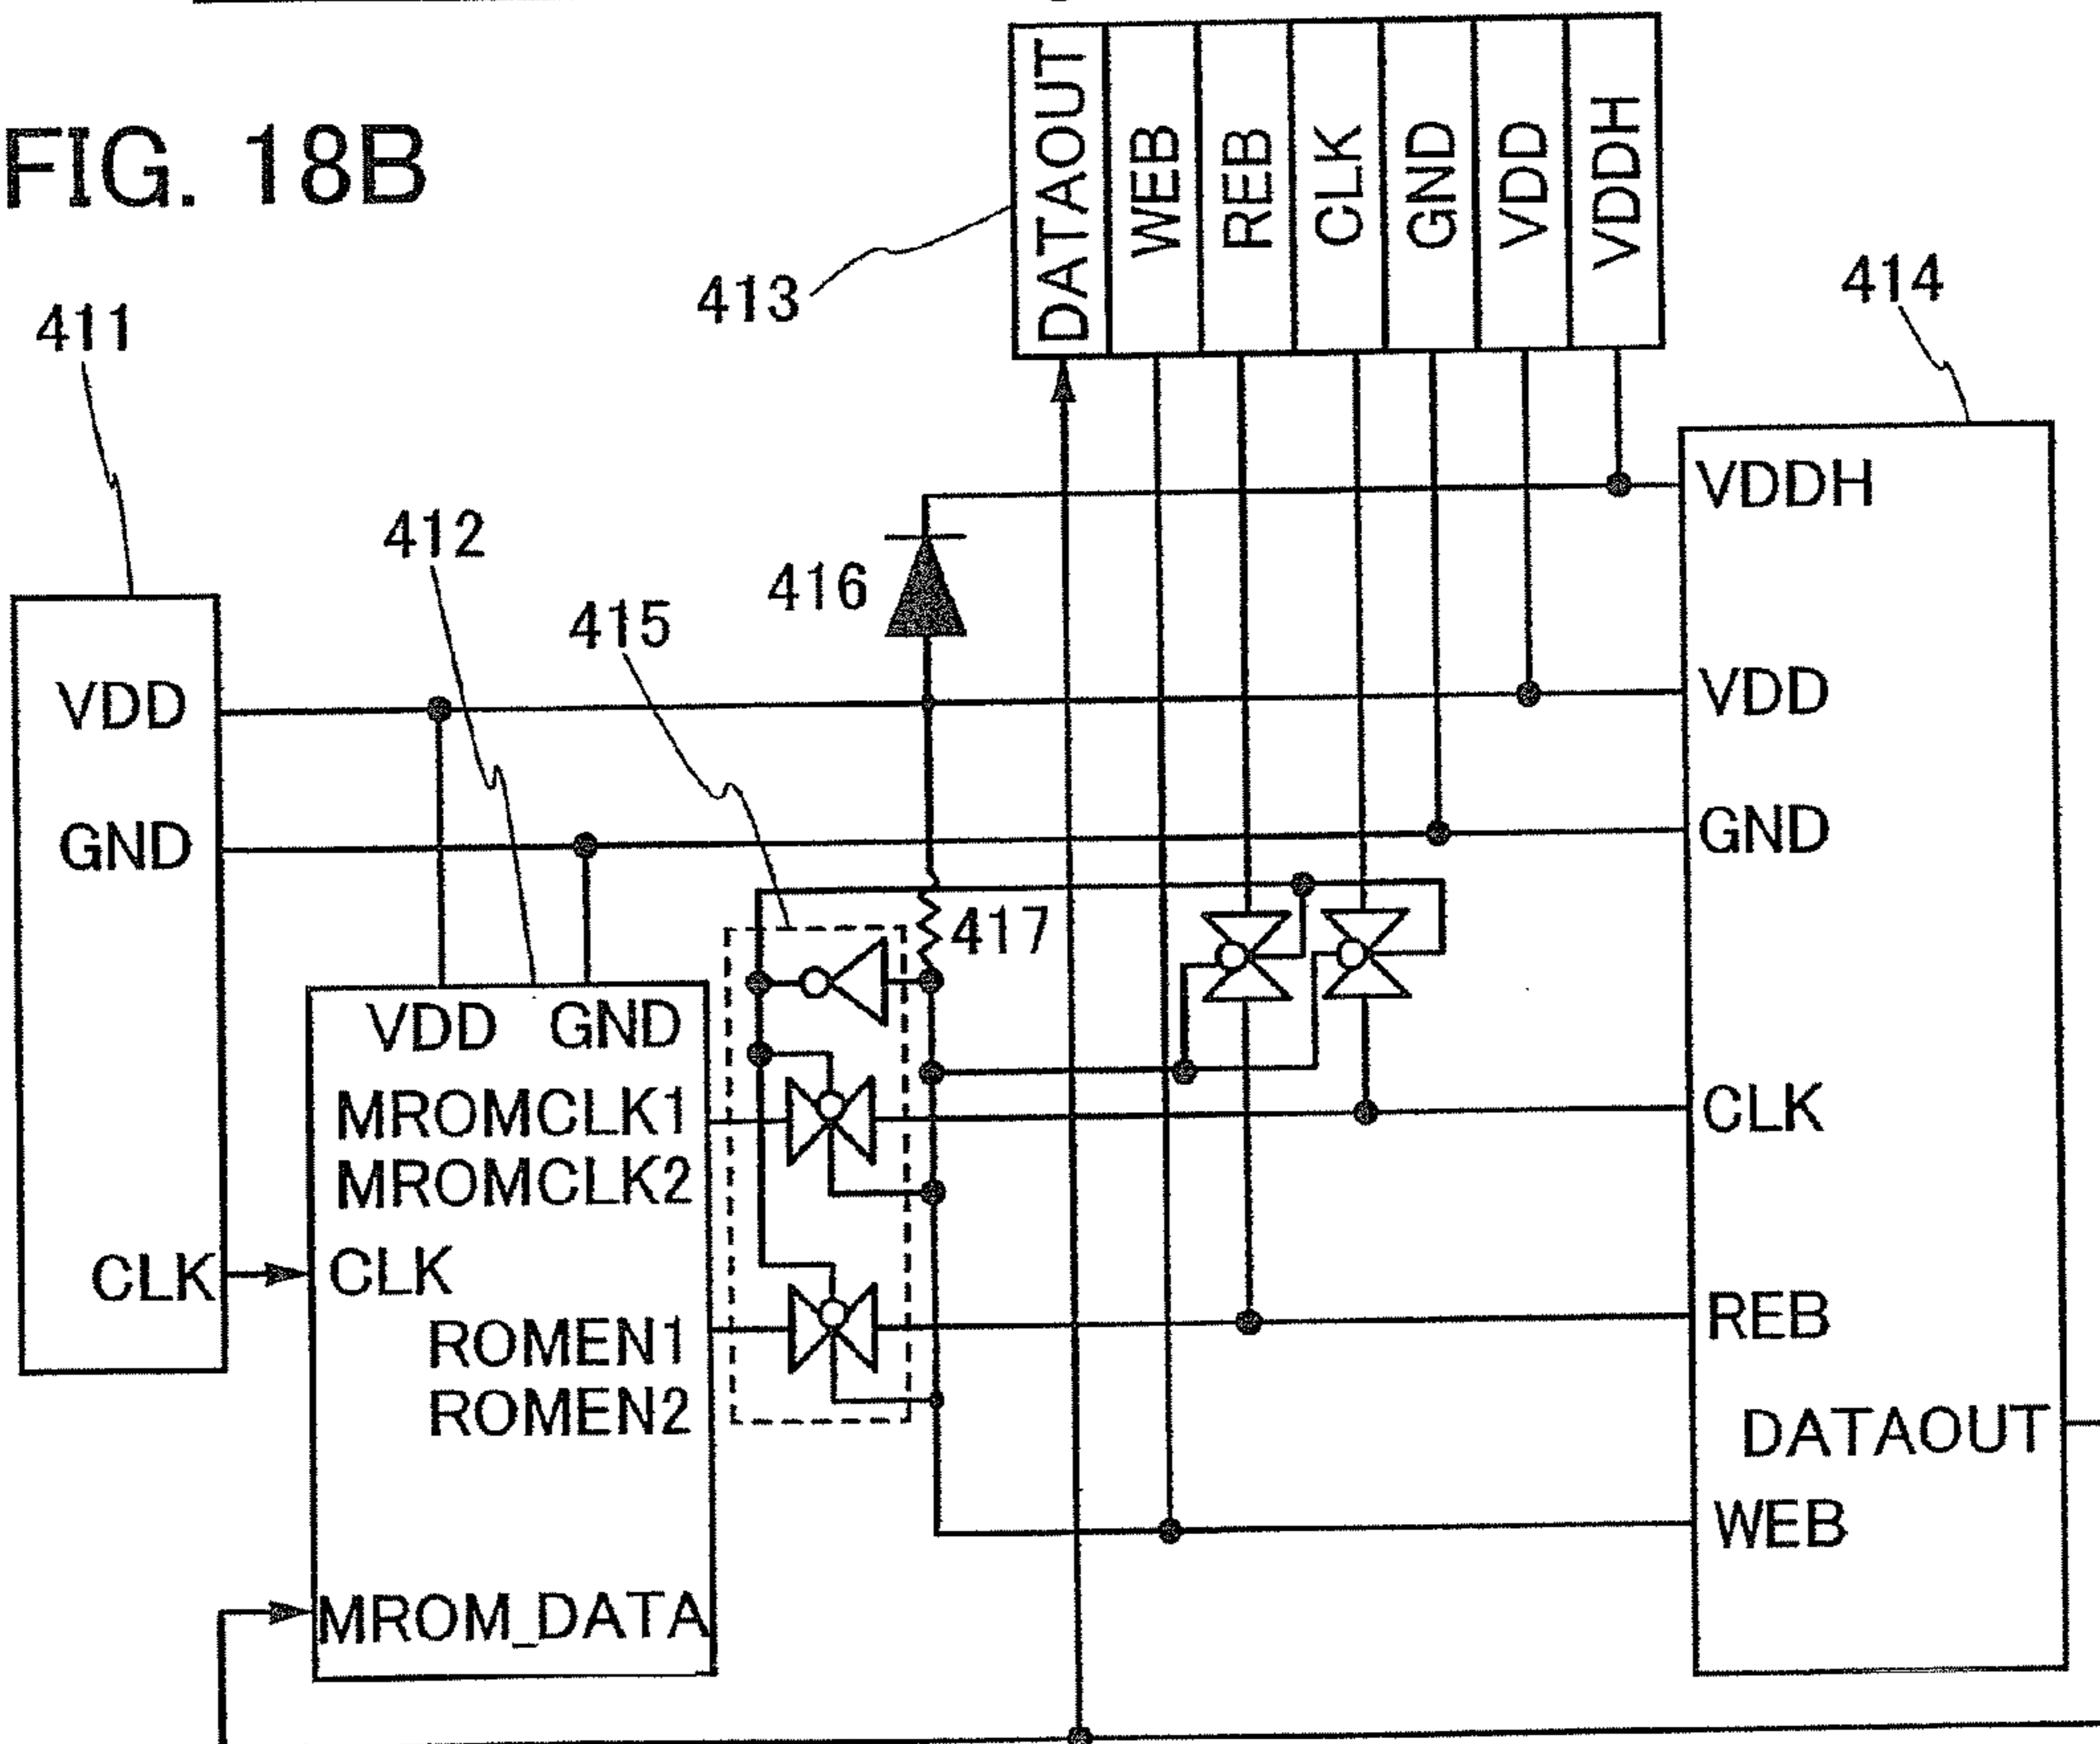 FIG. 18B
DATAOUT
WEB
REB
CLK
GND
VDD
VDDH
413
414
411
412
415
416
417
VDD
GND
CLK
VDD GND
MROMCLK1
MROMCLK2
CLK
ROMEN1
ROMEN2
MROM_DATA
VDDH
VDD
GND
CLK
REB
DATAOUT
WEB